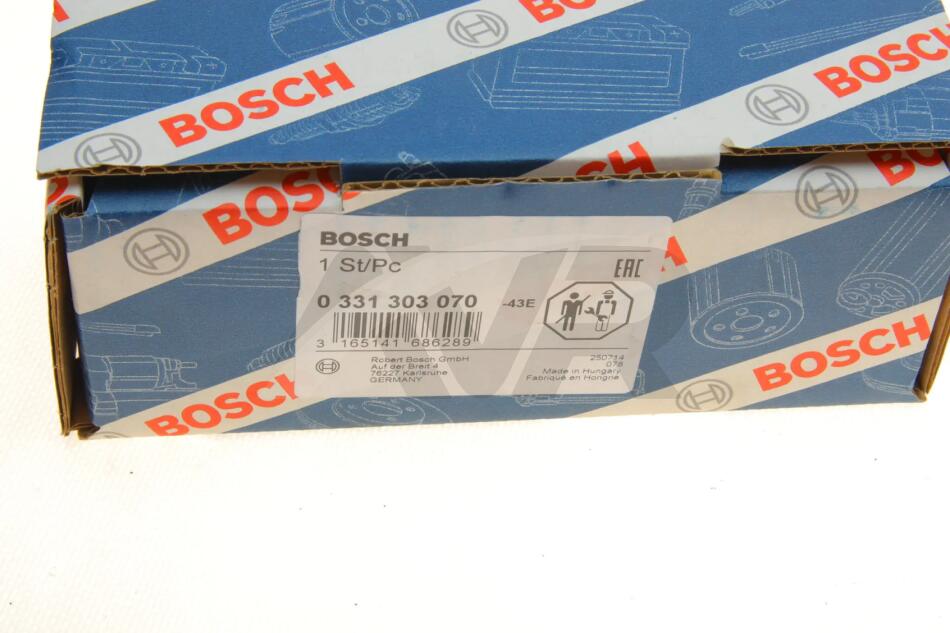 BOSCH
BOSCH
BOSCH
BOSCH
BOSCH
BOSCH
1 St/Pc
EAC
0 331 303 070
-43E
3 165141 686289
Robert Bosch GmbH
Auf der Breit 4
76227 Karlsruhe
GERMANY
250714
076
Made in Hungary
Fabriqué en Hongrie
BOSCH
BOSCH
BOSCH